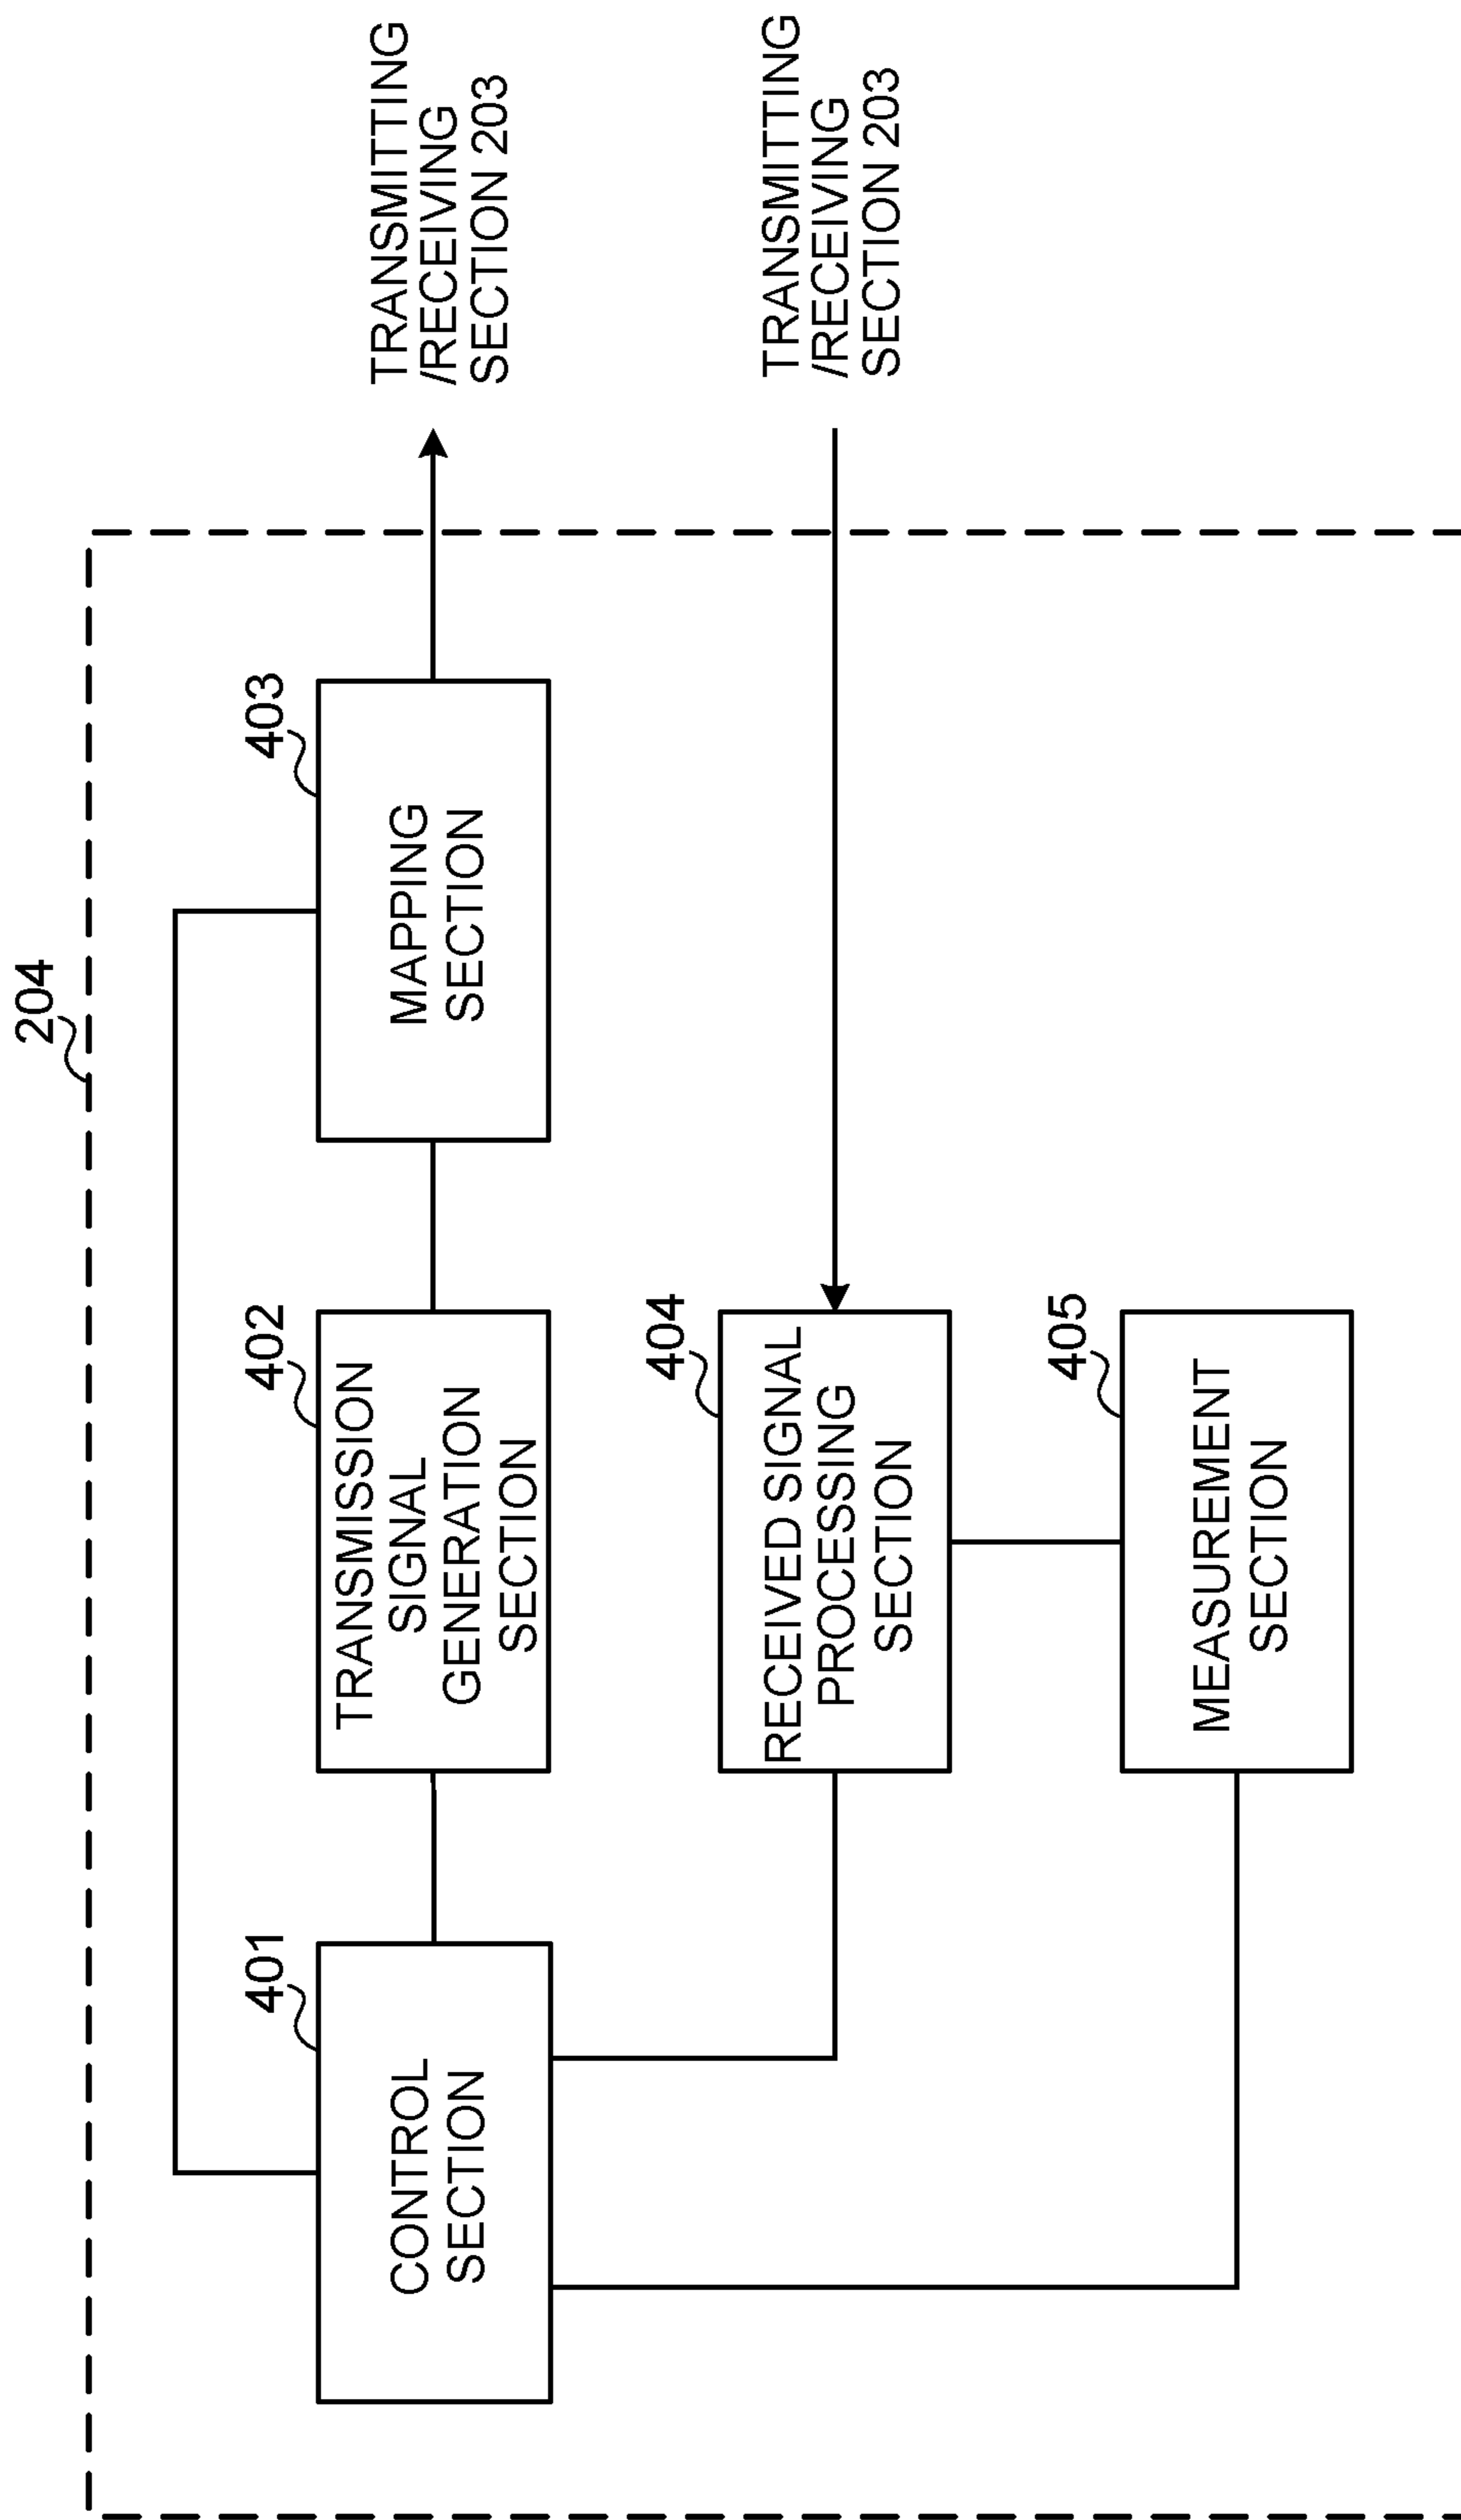 204
401
CONTROL
SECTION
402
TRANSMISSION
SIGNAL
GENERATION
SECTION
403
MAPPING
SECTION
TRANSMITTING
/RECEIVING
SECTION 203
404
RECEIVED SIGNAL
PROCESSING
SECTION
TRANSMITTING
/RECEIVING
SECTION 203
405
MEASUREMENT
SECTION